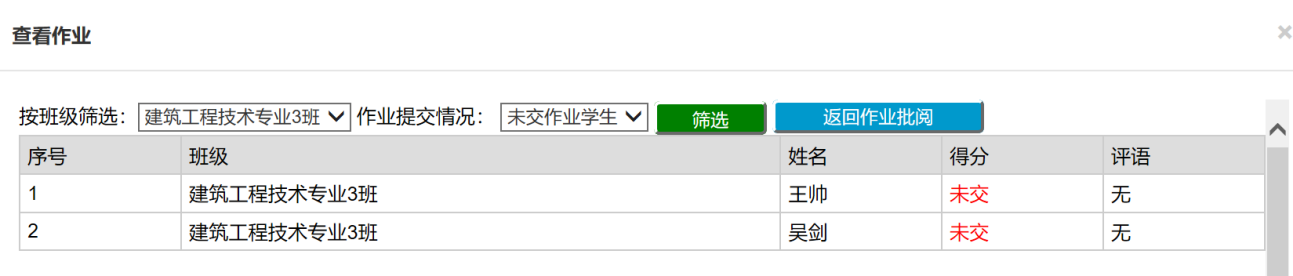 查看作业
按班级筛选： 建筑工程技术专业3班 作业提交情况： 未交作业学生 筛选 返回作业批阅
序号 班级 姓名 得分 评语
1 建筑工程技术专业3班 王帅 未交 无
2 建筑工程技术专业3班 吴剑 未交 无